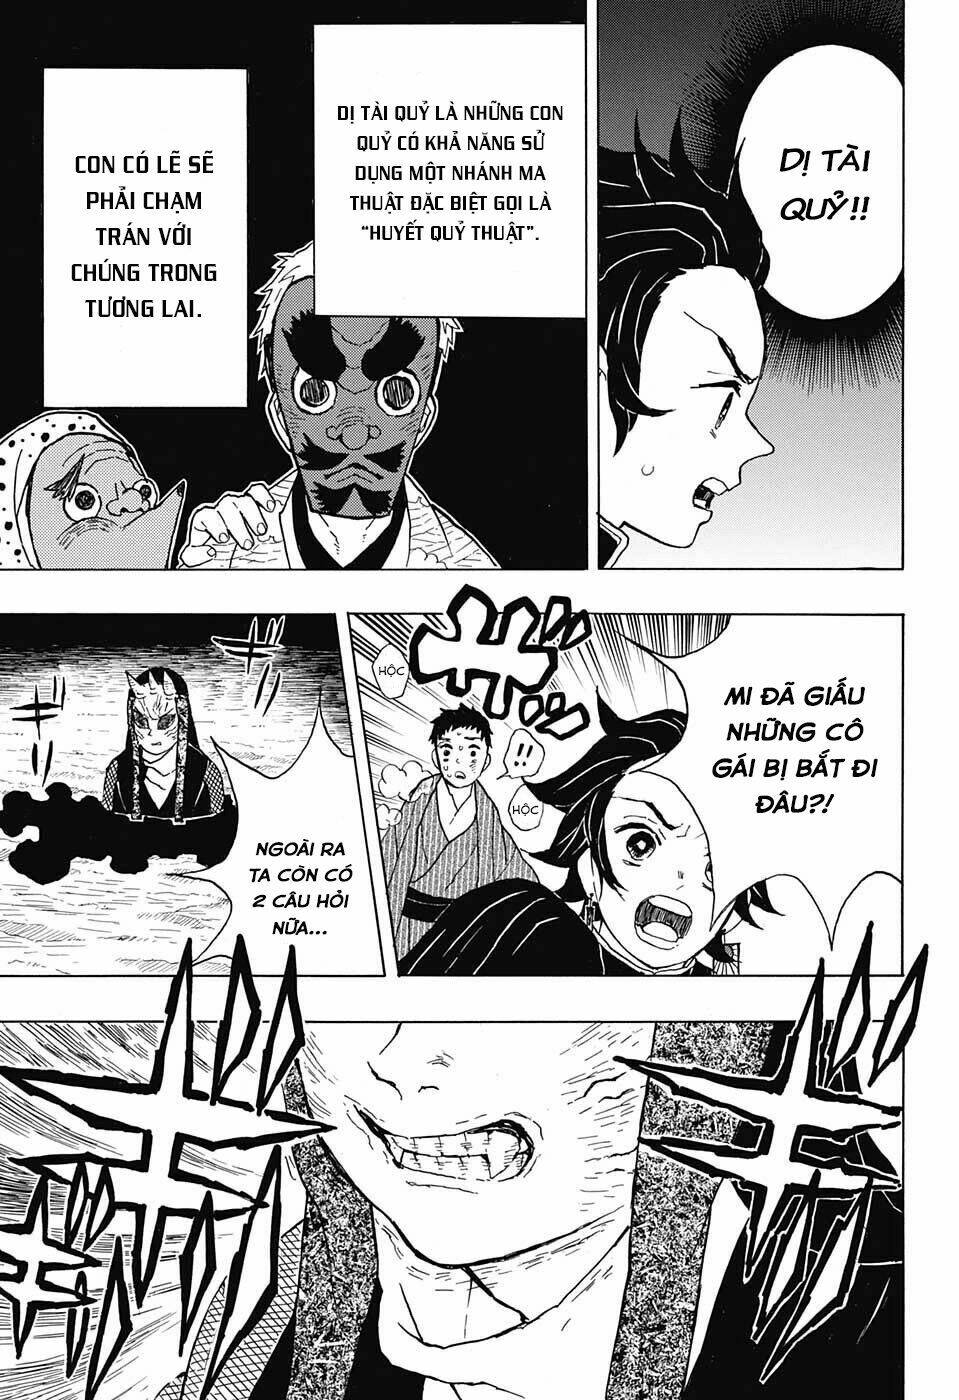 DỊ TÀI
QUỶ!!
DỊ TÀI QUỶ LÀ NHỮNG CON
QUỶ CÓ KHẢ NĂNG SỬ
DỤNG MỘT NHÁNH MA
THUẬT ĐẶC BIỆT GỌI LÀ
“HUYẾT QUỶ THUẬT”.
CON CÓ LẼ SẼ
PHẢI CHẠM
TRÁN VỚI
CHÚNG TRONG
TƯƠNG LAI.
MI ĐÃ GIẤU
NHỮNG CÔ
GÁI BỊ BẮT ĐI
ĐÂU?!
HỘC
!!
HỘC
NGOÀI RA
TA CÒN CÓ
2 CÂU HỎI
NỮA...